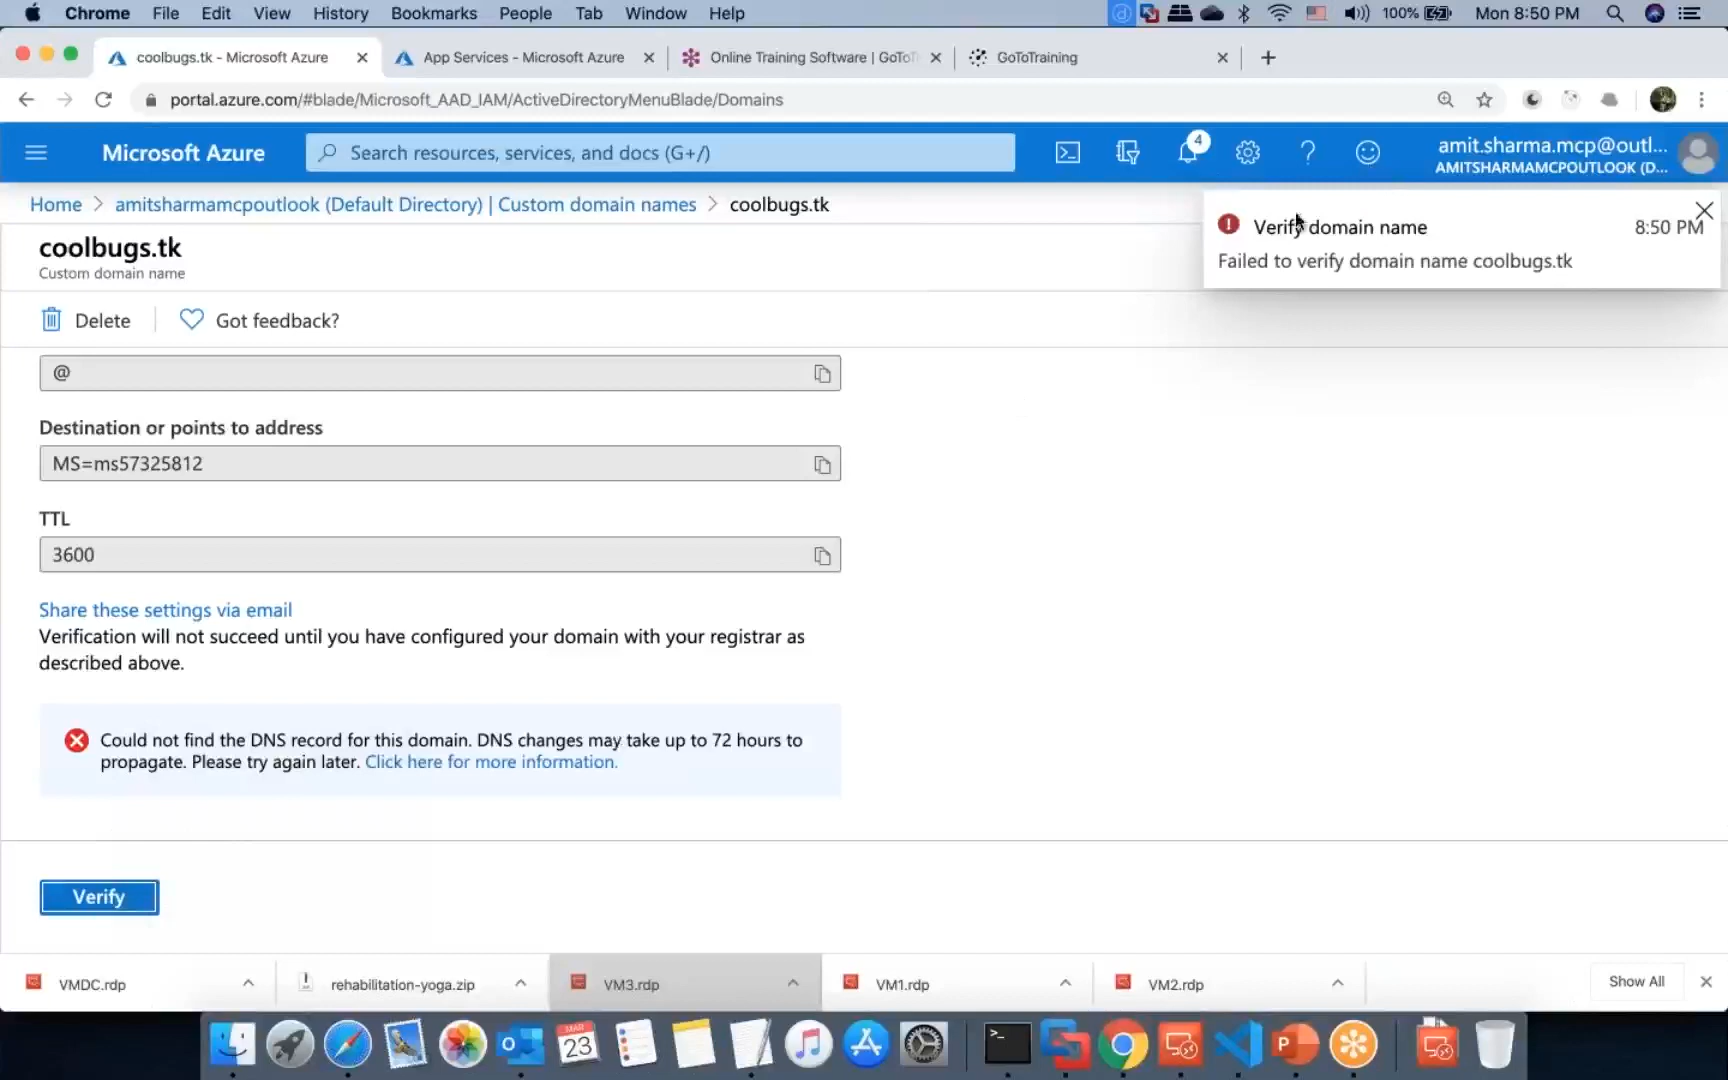 Chrome File Edit View History Bookmarks People Tab Window Help 100% Mon 8:50 PM
coolbugs.tk - Microsoft Azure App Services - Microsoft Azure Online Training Software | GoToT GoToTraining
portal.azure.com/#blade/Microsoft_AAD_IAM/ActiveDirectoryMenuBlade/Domains
Microsoft Azure Search resources, services, and docs (G+/) 4 amit.sharma.mcp@outl...
AMITSHARMAMCPOUTLOOK (D...
Home > amitsharmamcpoutlook (Default Directory) | Custom domain names > coolbugs.tk
Verify domain name 8:50 PM
Failed to verify domain name coolbugs.tk
coolbugs.tk
Custom domain name
Delete Got feedback?
@
Destination or points to address
MS=ms57325812
TTL
3600
Share these settings via email
Verification will not succeed until you have configured your domain with your registrar as
described above.
Could not find the DNS record for this domain. DNS changes may take up to 72 hours to
propagate. Please try again later. Click here for more information.
Verify
VMDC.rdp rehabilitation-yoga.zip VM3.rdp VM1.rdp VM2.rdp Show All
MAR
23